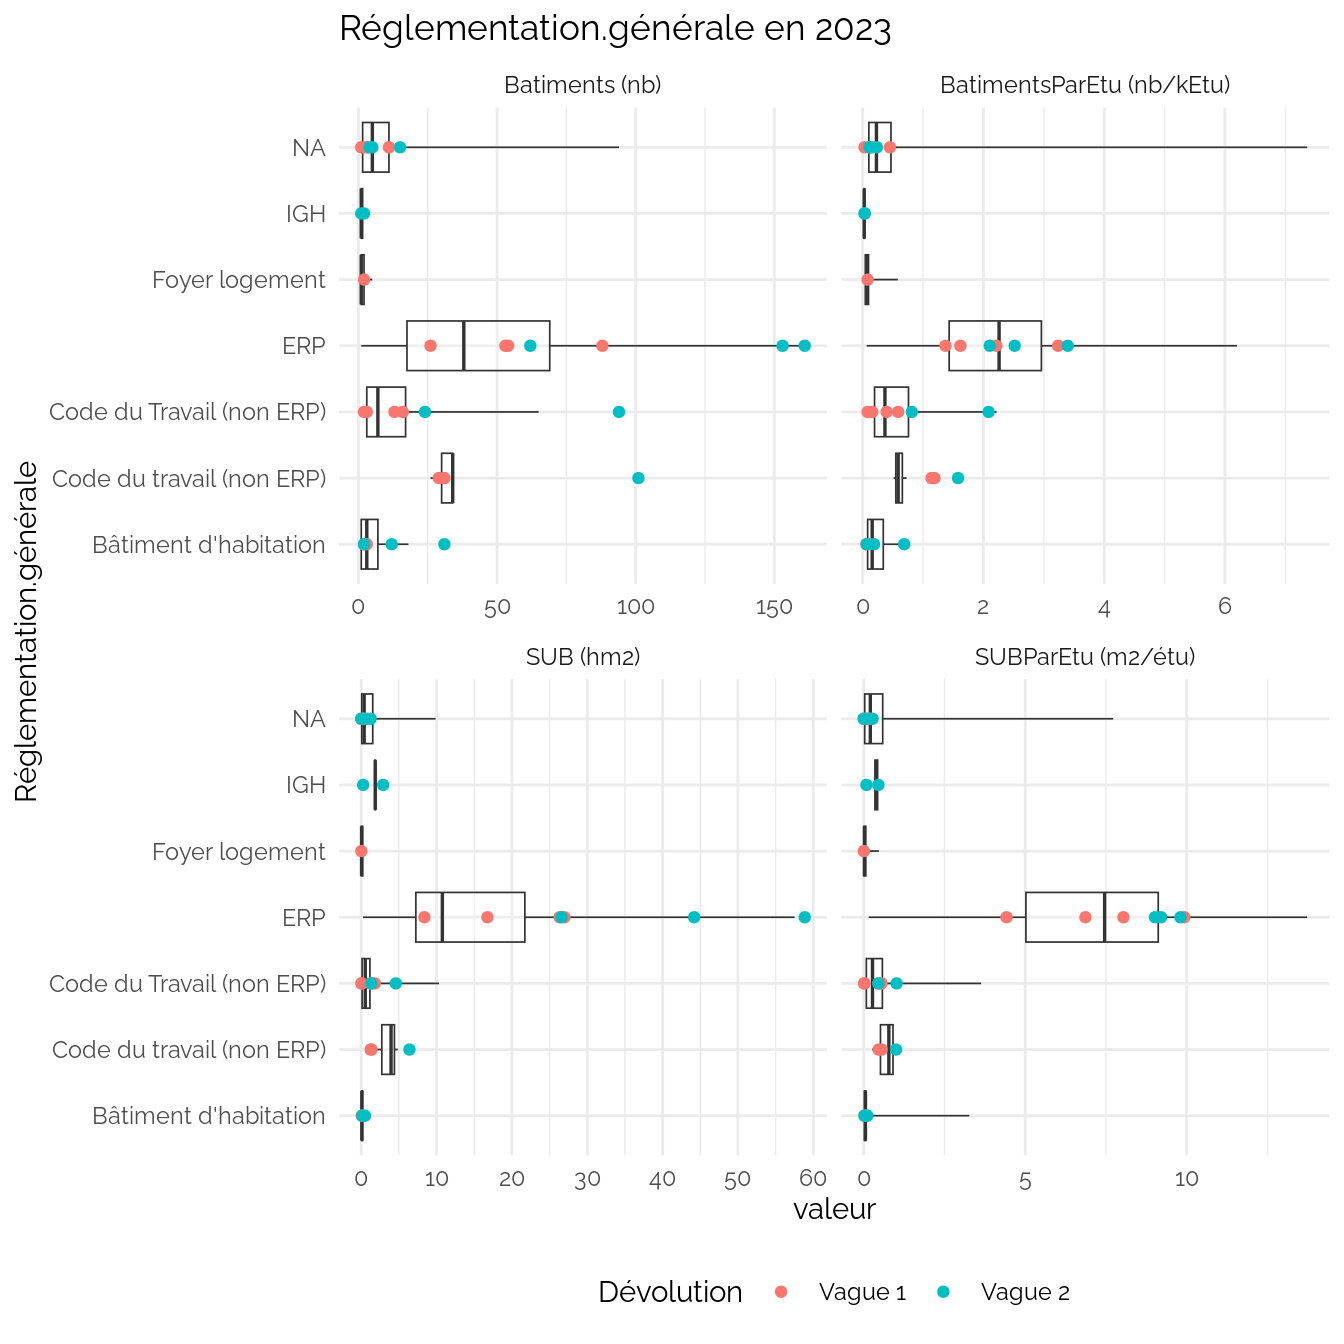 Réglementation.générale en 2023
Batiments (nb)
BatimentsParEtu (nb/kEtu)
NA
IGH
Foyer logement
ERP
Code du Travail (non ERP)
Code du travail (non ERP)
Bâtiment d'habitation
0 50 100 150
0 2 4 6
Réglementation.générale
SUB (hm2)
SUBParEtu (m2/étu)
NA
IGH
Foyer logement
ERP
Code du Travail (non ERP)
Code du travail (non ERP)
Bâtiment d'habitation
0 10 20 30 40 50 60
0 5 10
valeur
Dévolution Vague 1 Vague 2